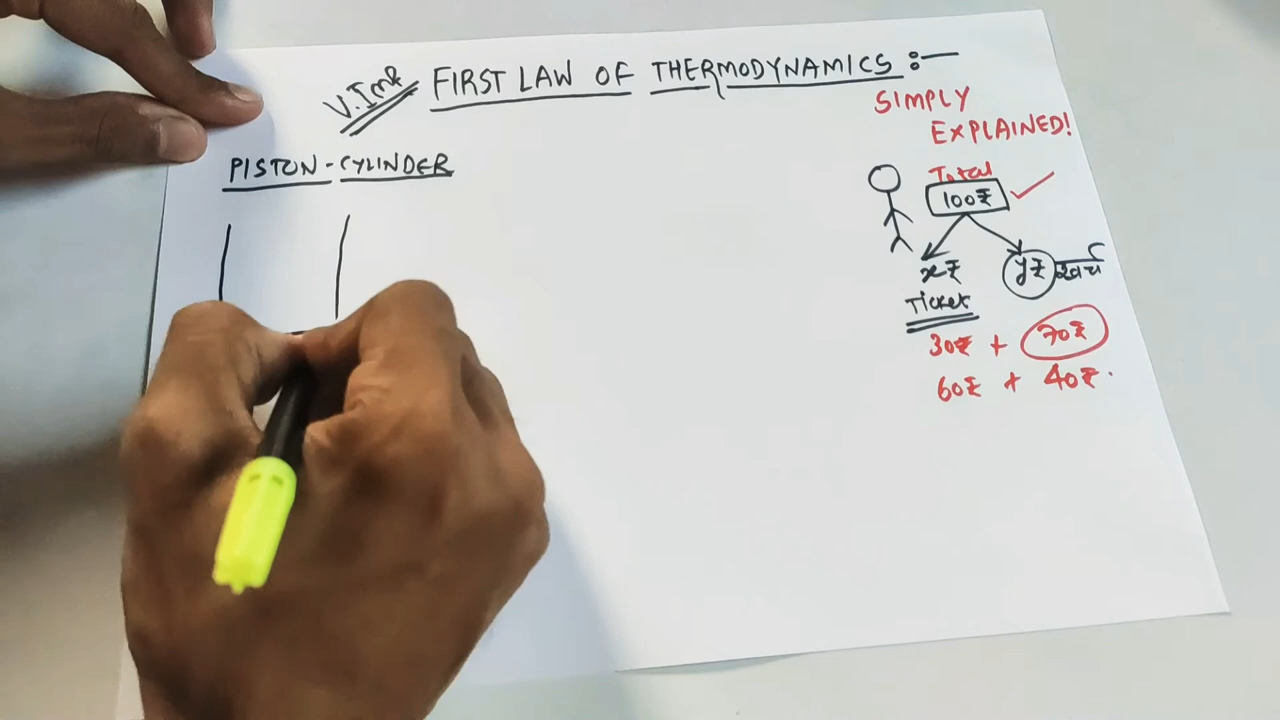 V. Imp FIRST LAW OF THERMODYNAMICS :—
SIMPLY
EXPLAINED!
PISTON-CYLINDER
Total
100₹
x₹ y₹ खर्चा
Ticket
30₹ + 70₹
60₹ + 40₹.